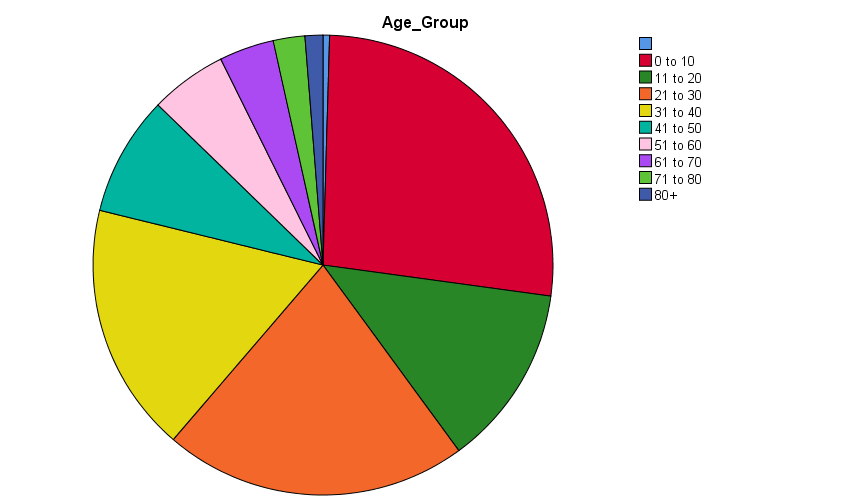 Age_Group
0 to 10
11 to 20
21 to 30
31 to 40
41 to 50
51 to 60
61 to 70
71 to 80
80+